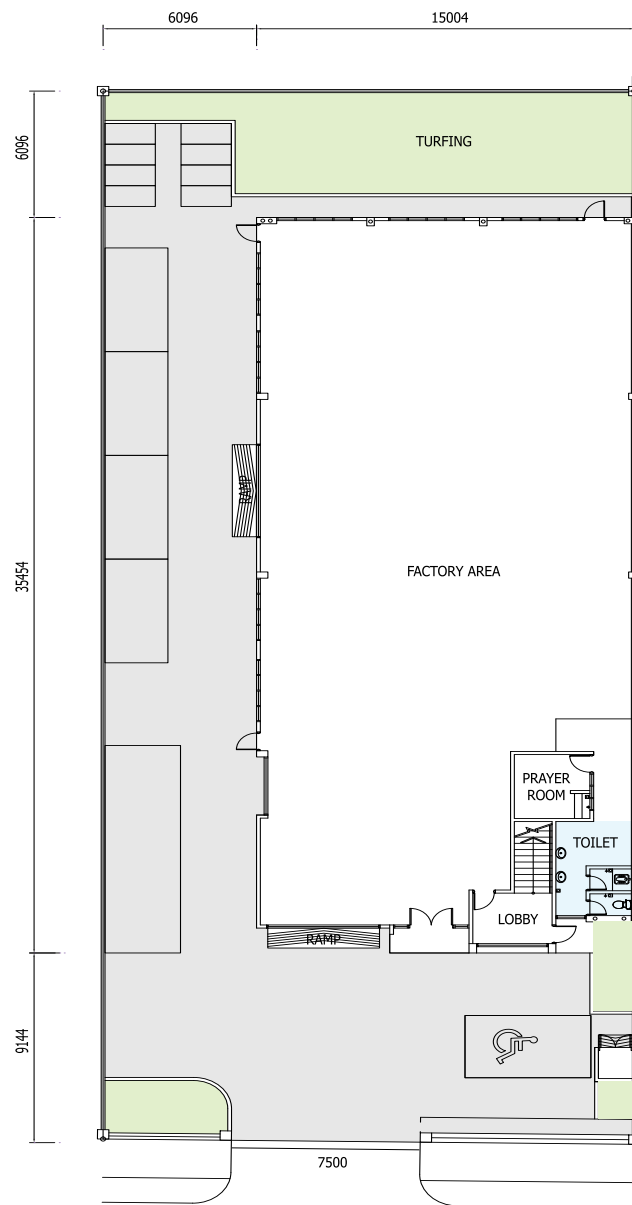 6096
15004
6096
TURFING
RAMP
35454
FACTORY AREA
PRAYER
ROOM
TOILET
LOBBY
RAMP
9144
7500